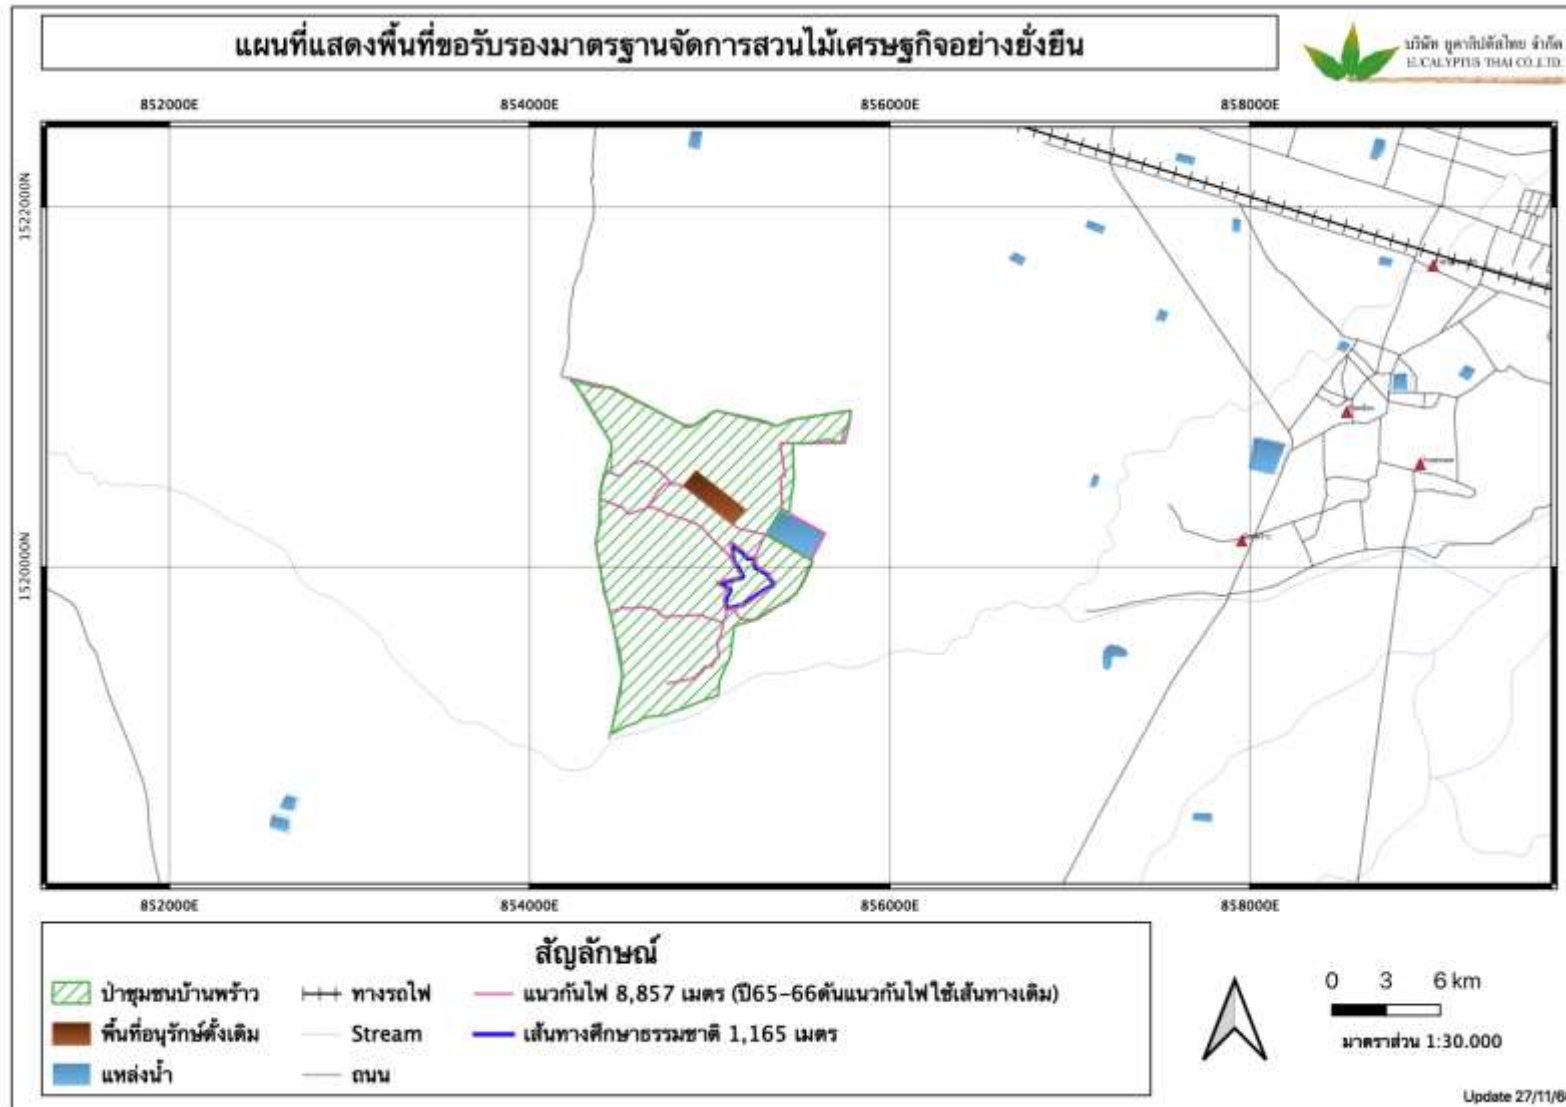 แผนที่แสดงพื้นที่ขอรับรองมาตรฐานจัดการสวนไม้เศรษฐกิจอย่างยั่งยืน
บริษัท ยูคาลิปตัสไทย จำกัด
EUCALYPTUS THAI CO.,LTD.
852000E 854000E 856000E 858000E
1522000N
1520000N
852000E 854000E 856000E 858000E
สัญลักษณ์
ป่าชุมชนบ้านพร้าว ทางรถไฟ แนวกันไฟ 8,857 เมตร (ปี65-66ดันแนวกันไฟใช้เส้นทางเดิม)
พื้นที่อนุรักษ์ดั้งเดิม Stream เส้นทางศึกษาธรรมชาติ 1,165 เมตร
แหล่งน้ำ ถนน
0 3 6 km
มาตราส่วน 1:30.000
Update 27/11/6